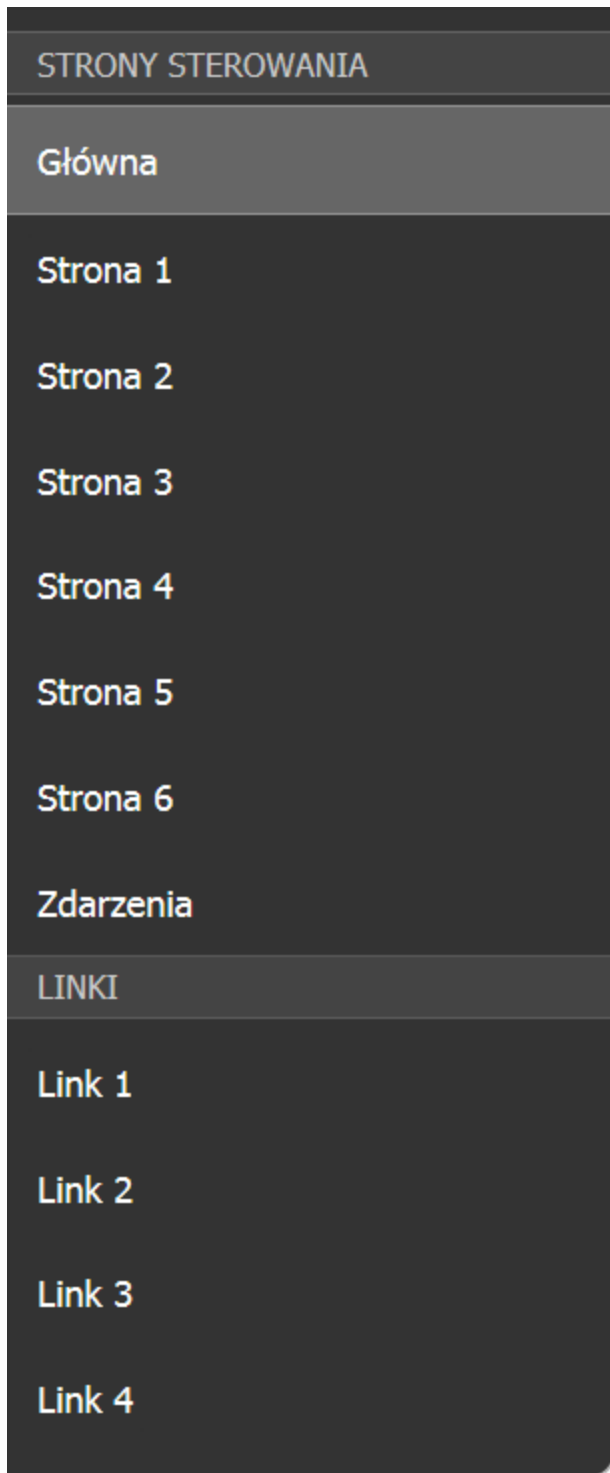 STRONY STEROWANIA
Główna
Strona 1
Strona 2
Strona 3
Strona 4
Strona 5
Strona 6
Zdarzenia
LINKI
Link 1
Link 2
Link 3
Link 4